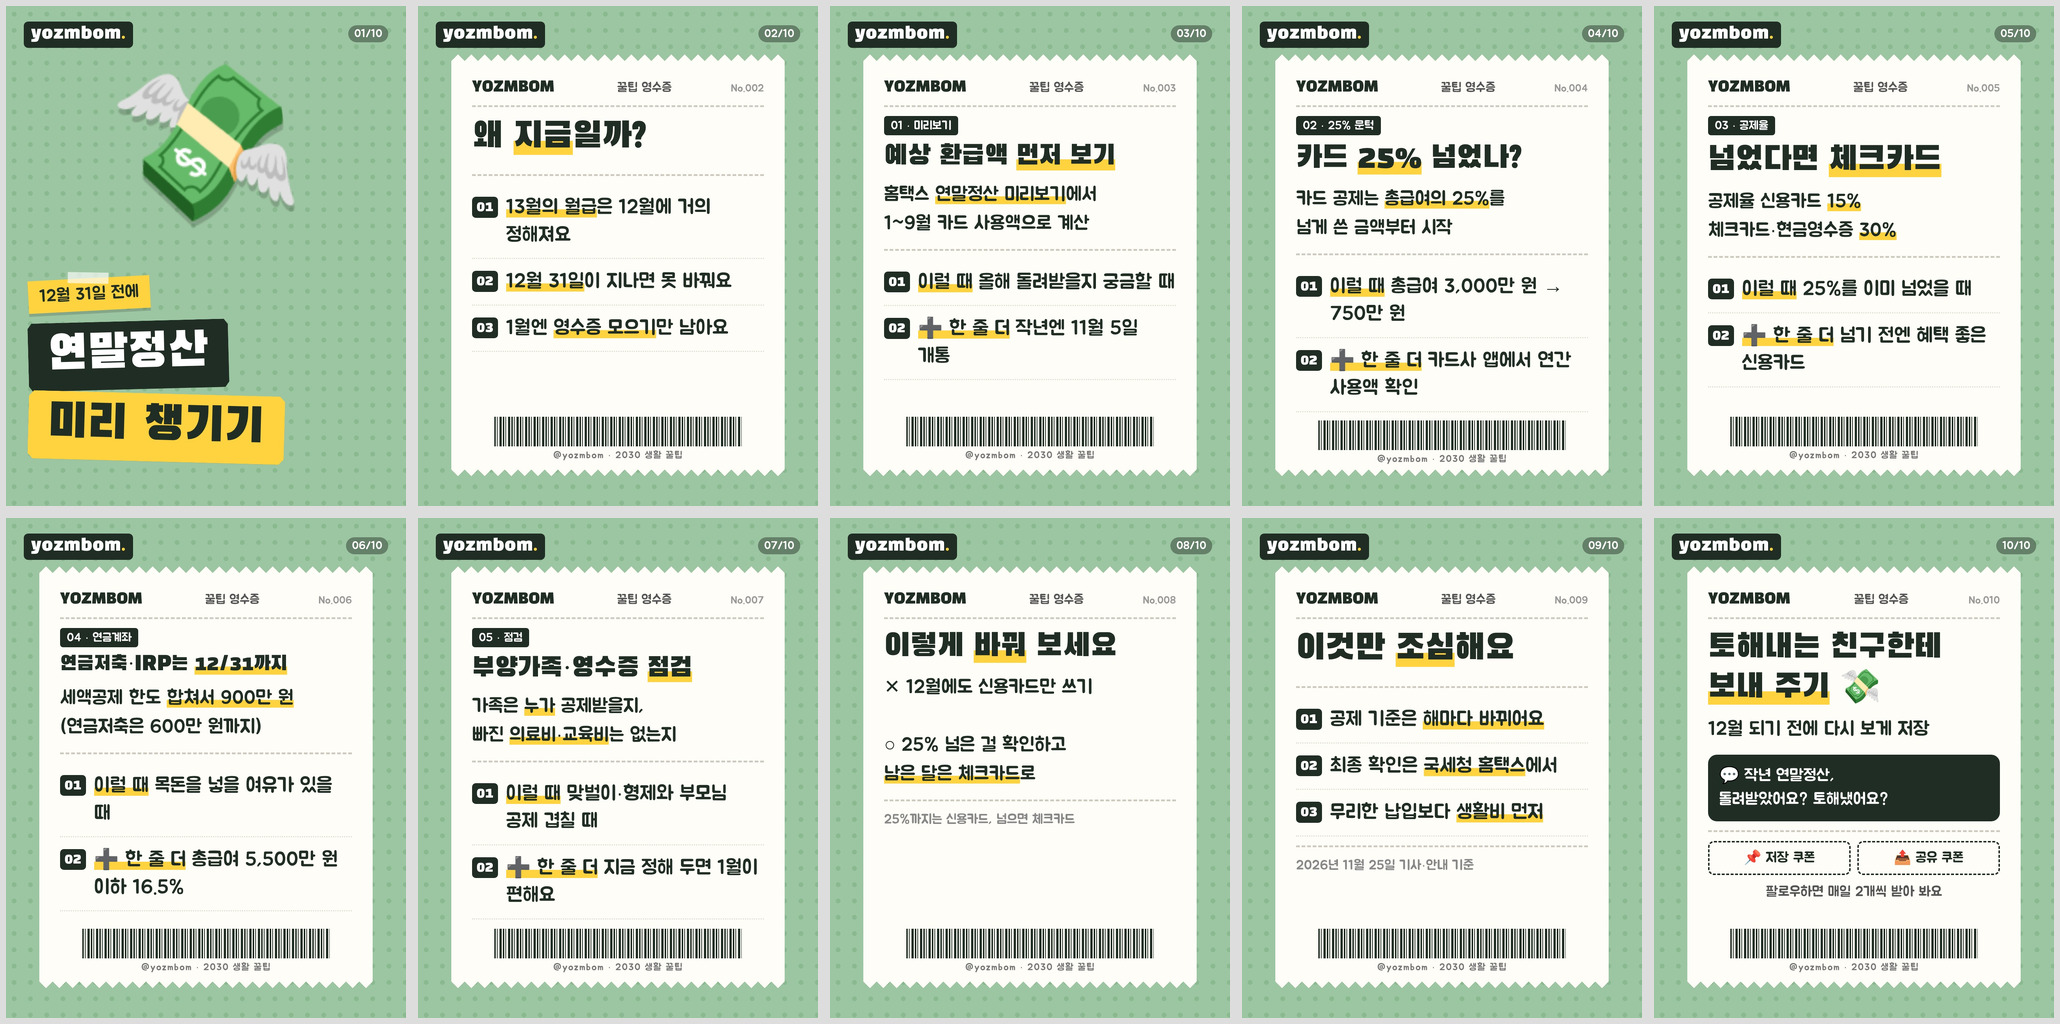 yozmbom.
01/10
12월 31일 전에
연말정산
미리 챙기기
yozmbom.
02/10
YOZMBOM 꿀팁 영수증 No.002
왜 지금일까?
01 13월의 월급은 12월에 거의
정해져요
02 12월 31일이 지나면 못 바꿔요
03 1월엔 영수증 모으기만 남아요
@yozmbom · 2030 생활 꿀팁
yozmbom.
03/10
YOZMBOM 꿀팁 영수증 No.003
01 · 미리보기
예상 환급액 먼저 보기
홈택스 연말정산 미리보기에서
1~9월 카드 사용액으로 계산
01 이럴 때 올해 돌려받을지 궁금할 때
02 ➕ 한 줄 더 작년엔 11월 5일
개통
@yozmbom · 2030 생활 꿀팁
yozmbom.
04/10
YOZMBOM 꿀팁 영수증 No.004
02 · 25% 문턱
카드 25% 넘었나?
카드 공제는 총급여의 25%를
넘게 쓴 금액부터 시작
01 이럴 때 총급여 3,000만 원 →
750만 원
02 ➕ 한 줄 더 카드사 앱에서 연간
사용액 확인
@yozmbom · 2030 생활 꿀팁
yozmbom.
05/10
YOZMBOM 꿀팁 영수증 No.005
03 · 공제율
넘었다면 체크카드
공제율 신용카드 15%
체크카드·현금영수증 30%
01 이럴 때 25%를 이미 넘었을 때
02 ➕ 한 줄 더 넘기 전엔 혜택 좋은
신용카드
@yozmbom · 2030 생활 꿀팁
yozmbom.
06/10
YOZMBOM 꿀팁 영수증 No.006
04 · 연금계좌
연금저축·IRP는 12/31까지
세액공제 한도 합쳐서 900만 원
(연금저축은 600만 원까지)
01 이럴 때 목돈을 넣을 여유가 있을
때
02 ➕ 한 줄 더 총급여 5,500만 원
이하 16.5%
@yozmbom · 2030 생활 꿀팁
yozmbom.
07/10
YOZMBOM 꿀팁 영수증 No.007
05 · 점검
부양가족·영수증 점검
가족은 누가 공제받을지,
빠진 의료비·교육비는 없는지
01 이럴 때 맞벌이·형제와 부모님
공제 겹칠 때
02 ➕ 한 줄 더 지금 정해 두면 1월이
편해요
@yozmbom · 2030 생활 꿀팁
yozmbom.
08/10
YOZMBOM 꿀팁 영수증 No.008
이렇게 바꿔 보세요
✕ 12월에도 신용카드만 쓰기
○ 25% 넘은 걸 확인하고
남은 달은 체크카드로
25%까지는 신용카드, 넘으면 체크카드
@yozmbom · 2030 생활 꿀팁
yozmbom.
09/10
YOZMBOM 꿀팁 영수증 No.009
이것만 조심해요
01 공제 기준은 해마다 바뀌어요
02 최종 확인은 국세청 홈택스에서
03 무리한 납입보다 생활비 먼저
2026년 11월 25일 기사·안내 기준
@yozmbom · 2030 생활 꿀팁
yozmbom.
10/10
YOZMBOM 꿀팁 영수증 No.010
토해내는 친구한테
보내 주기 💸
12월 되기 전에 다시 보게 저장
💬 작년 연말정산,
돌려받았어요? 토해냈어요?
📌 저장 쿠폰
📤 공유 쿠폰
팔로우하면 매일 2개씩 받아 봐요
@yozmbom · 2030 생활 꿀팁